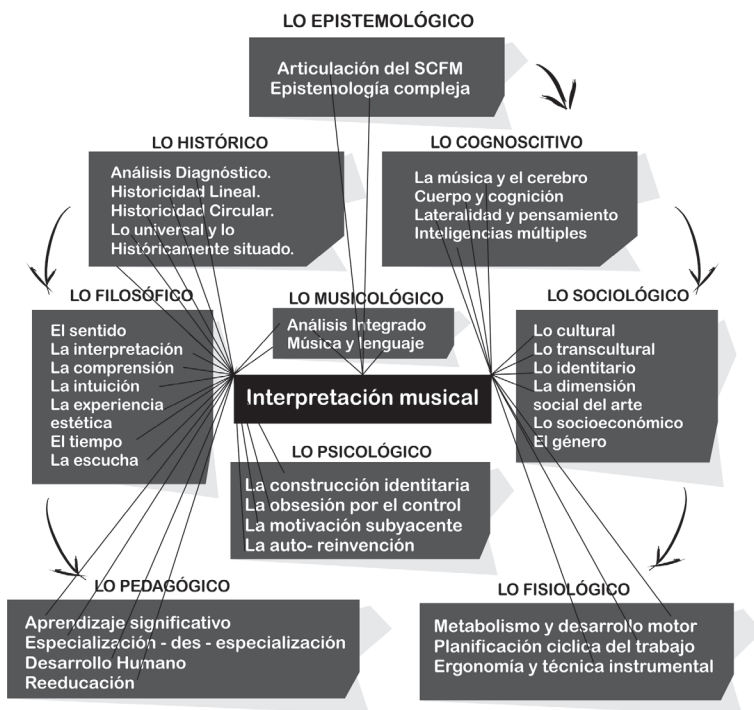 LO EPISTEMOLÓGICO
Articulación del SCFM
Epistemología compleja
LO HISTÓRICO
Análisis Diagnóstico.
Historicidad Lineal.
Historicidad Circular.
Lo universal y lo
Históricamente situado.
LO COGNOSCITIVO
La música y el cerebro
Cuerpo y cognición
Lateralidad y pensamiento
Inteligencias múltiples
LO FILOSÓFICO
El sentido
La interpretación
La comprensión
La intuición
La experiencia
estética
El tiempo
La escucha
LO MUSICOLÓGICO
Análisis Integrado
Música y lenguaje
LO SOCIOLÓGICO
Lo cultural
Lo transcultural
Lo identitario
La dimensión
social del arte
Lo socioeconómico
El género
Interpretación musical
LO PSICOLÓGICO
La construcción identitaria
La obsesión por el control
La motivación subyacente
La auto- reinvención
LO PEDAGÓGICO
Aprendizaje significativo
Especialización - des - especialización
Desarrollo Humano
Reeducación
LO FISIOLÓGICO
Metabolismo y desarrollo motor
Planificación ciclica del trabajo
Ergonomía y técnica instrumental